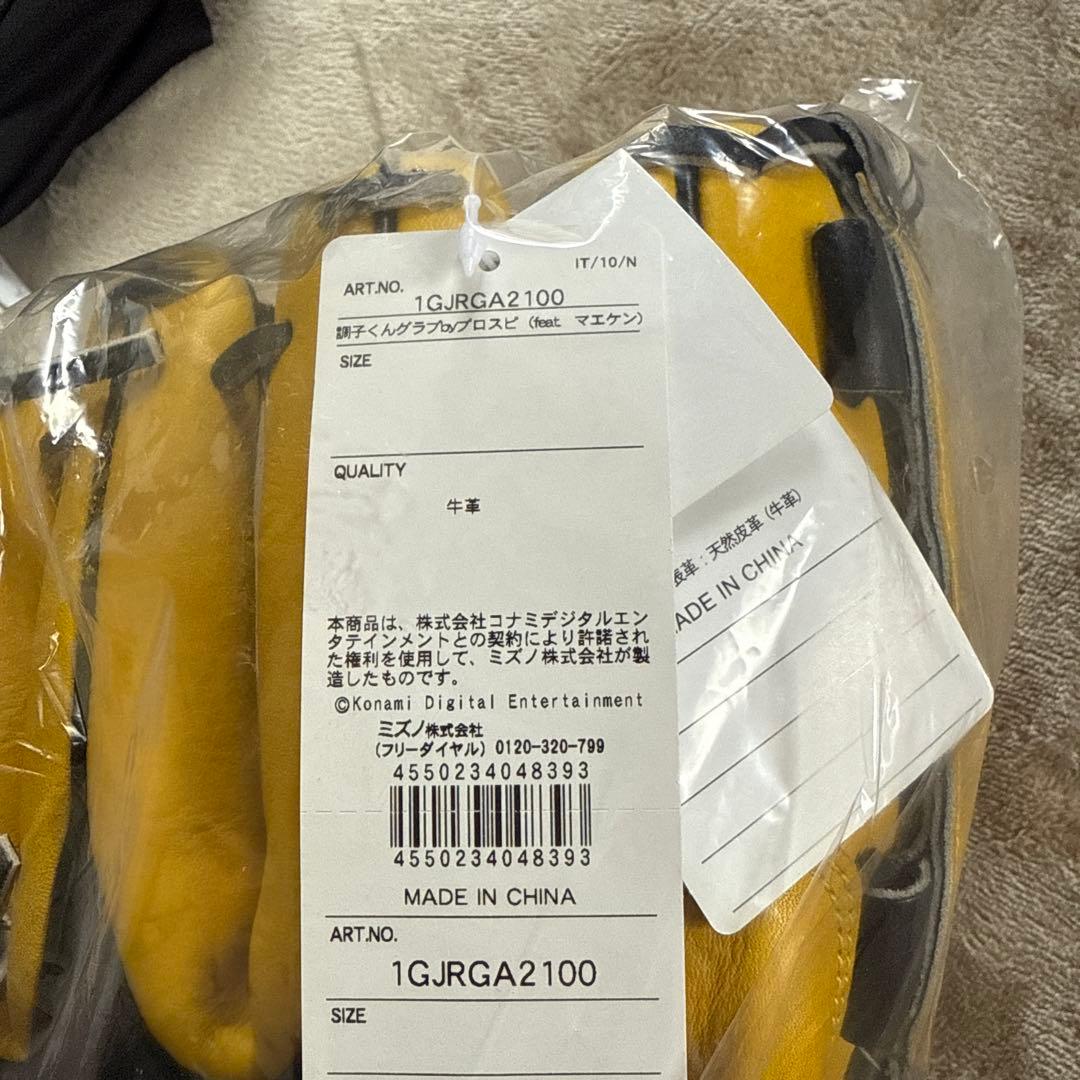 IT/10/N
ART.NO.
1GJRGA2100
調子くんグラブbyプロスピ (feat. マエケン)
SIZE
QUALITY
牛革
本商品は、株式会社コナミデジタルエン
タテインメントとの契約により許諾され
た権利を使用して、ミズノ株式会社が製
造したものです。
©Konami Digital Entertainment
ミズノ株式会社
(フリーダイヤル) 0120-320-799
4550234048393
4550234048393
MADE IN CHINA
ART.NO.
1GJRGA2100
SIZE
革：天然皮革 (牛革)
MADE IN CHINA